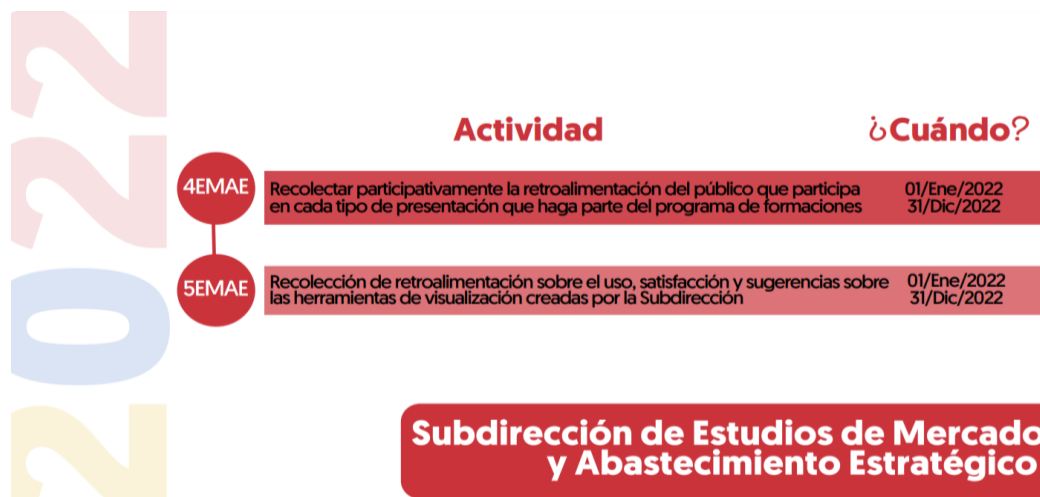 2022
Actividad
¿Cuándo?
4EMAE
Recolectar participativamente la retroalimentación del público que participa
en cada tipo de presentación que haga parte del programa de formaciones
01/Ene/2022
31/Dic/2022
5EMAE
Recolección de retroalimentación sobre el uso, satisfacción y sugerencias sobre
las herramientas de visualización creadas por la Subdirección
01/Ene/2022
31/Dic/2022
Subdirección de Estudios de Mercado
y Abastecimiento Estratégico